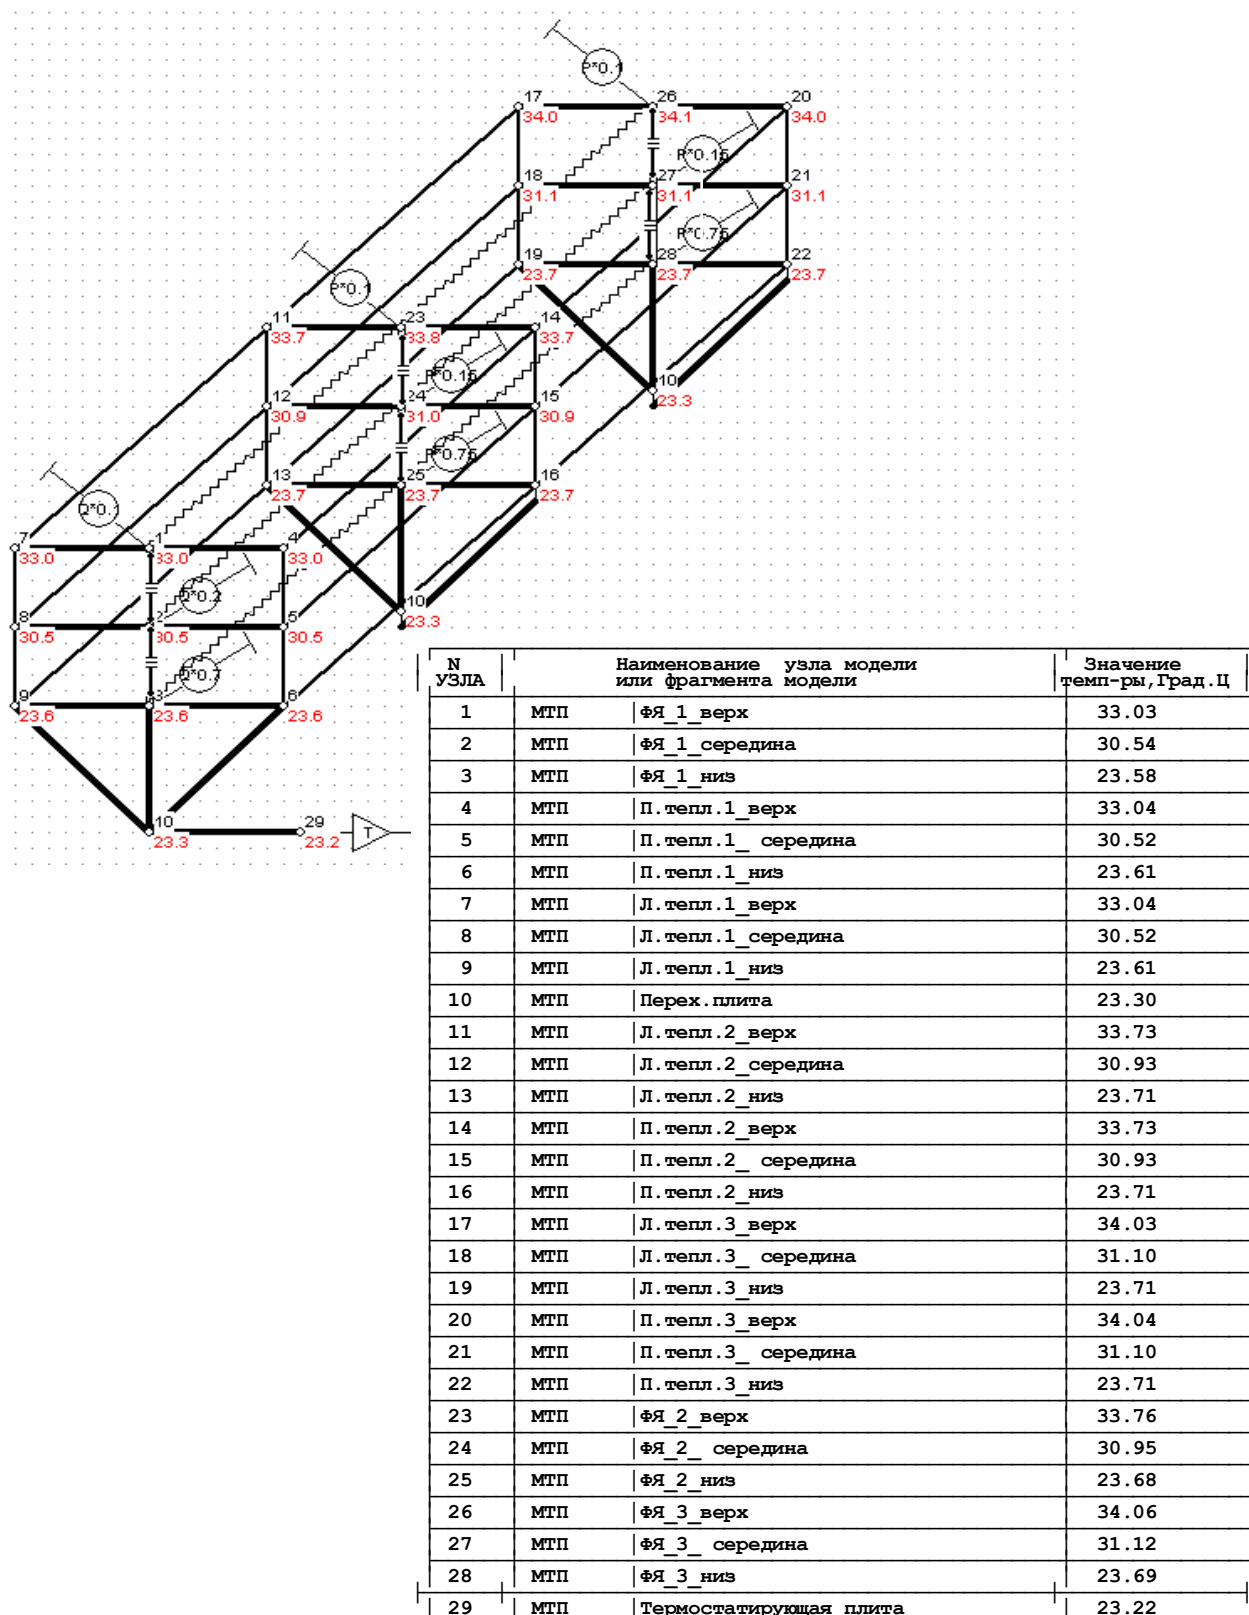 P*0.1
17 26 20
34.0 34.1 34.0
P*0.15
18 27 21
31.1 31.1 31.1
P*0.75
19 28 22
23.7 23.7 23.7
P*0.1
11 23 14
33.7 33.8 33.7
P*0.15
10
23.3
12 24 15
30.9 31.0 30.9
P*0.75
13 25 16
23.7 23.7 23.7
2*0.1
7 1 4
33.0 33.0 33.0
2*0.2
10
23.3
8 2 5
30.5 30.5 30.5
2*0.7
9 3 6
23.6 23.6 23.6
10 29 T
23.3 23.2
N Наименование узла модели Значение
УЗЛА или фрагмента модели темп-ры,Град.Ц
1 МТП ФЯ_1_верх 33.03
2 МТП ФЯ_1_середина 30.54
3 МТП ФЯ_1_низ 23.58
4 МТП П.тепл.1_верх 33.04
5 МТП П.тепл.1_ середина 30.52
6 МТП П.тепл.1_низ 23.61
7 МТП Л.тепл.1_верх 33.04
8 МТП Л.тепл.1_середина 30.52
9 МТП Л.тепл.1_низ 23.61
10 МТП Перех.плита 23.30
11 МТП Л.тепл.2_верх 33.73
12 МТП Л.тепл.2_середина 30.93
13 МТП Л.тепл.2_низ 23.71
14 МТП П.тепл.2_верх 33.73
15 МТП П.тепл.2_ середина 30.93
16 МТП П.тепл.2_низ 23.71
17 МТП Л.тепл.3_верх 34.03
18 МТП Л.тепл.3_ середина 31.10
19 МТП Л.тепл.3_низ 23.71
20 МТП П.тепл.3_верх 34.04
21 МТП П.тепл.3_ середина 31.10
22 МТП П.тепл.3_низ 23.71
23 МТП ФЯ_2_верх 33.76
24 МТП ФЯ_2_ середина 30.95
25 МТП ФЯ_2_низ 23.68
26 МТП ФЯ_3_верх 34.06
27 МТП ФЯ_3_ середина 31.12
28 МТП ФЯ_3_низ 23.69
29 МТП Термостатирующая плита 23.22